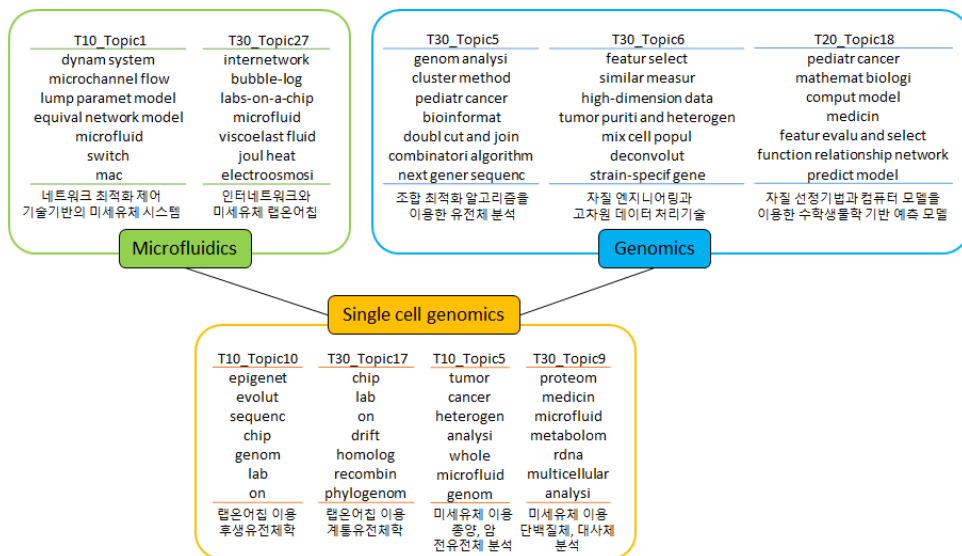 T10_Topic1
dynam system
microchannel flow
lump paramet model
equival network model
microfluid
switch
mac
네트워크 최적화 제어
기술기반의 미세유체 시스템
T30_Topic27
internetwork
bubble-log
labs-on-a-chip
microfluid
viscoelast fluid
joul heat
electroosmosi
인터네트워크와
미세유체 랩온어칩
Microfluidics
T30_Topic5
genom analysi
cluster method
pediatr cancer
bioinformat
doubl cut and join
combinatori algorithm
next gener sequenc
조합 최적화 알고리즘을
이용한 유전체 분석
T30_Topic6
featur select
similar measur
high-dimension data
tumor puriti and heterogen
mix cell popul
deconvolut
strain-specif gene
자질 엔지니어링과
고차원 데이터 처리기술
T20_Topic18
pediatr cancer
mathemat biologi
comput model
medicin
featur evalu and select
function relationship network
predict model
자질 선정기법과 컴퓨터 모델을
이용한 수학생물학 기반 예측 모델
Genomics
Single cell genomics
T10_Topic10
epigenet
evolut
sequenc
chip
genom
lab
on
랩온어칩 이용
후생유전체학
T30_Topic17
chip
lab
on
drift
homolog
recombin
phylogenom
랩온어칩 이용
계통유전체학
T10_Topic5
tumor
cancer
heterogen
analysi
whole
microfluid
genom
미세유체 이용
종양, 암
전유전체 분석
T30_Topic9
proteom
medicin
microfluid
metabolom
rdna
multicellular
analysi
미세유체 이용
단백질체, 대사체
분석